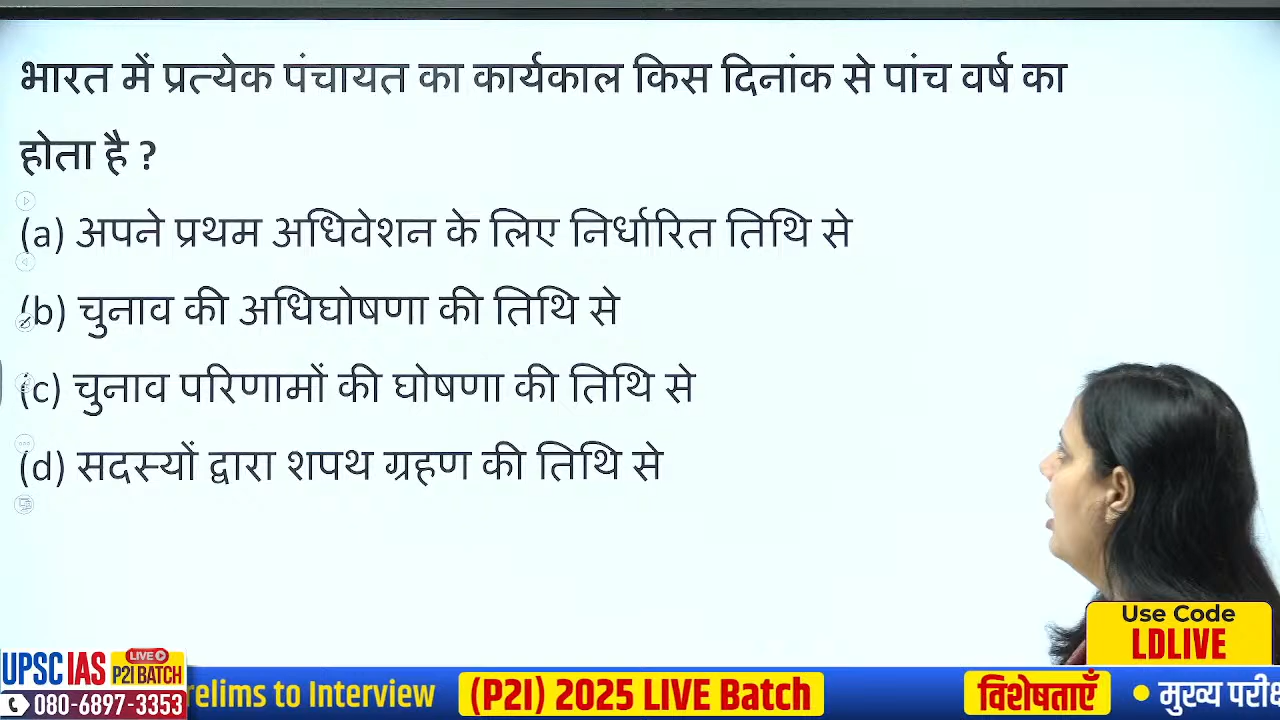 भारत में प्रत्येक पंचायत का कार्यकाल किस दिनांक से पांच वर्ष का
होता है ?
(a) अपने प्रथम अधिवेशन के लिए निर्धारित तिथि से
(b) चुनाव की अधिघोषणा की तिथि से
(c) चुनाव परिणामों की घोषणा की तिथि से
(d) सदस्यों द्वारा शपथ ग्रहण की तिथि से
Use Code
LDLIVE
LIVE
UPSC IAS P2I BATCH
080-6897-3353
relims to Interview (P2I) 2025 LIVE Batch विशेषताएँ • मुख्य परीक्ष